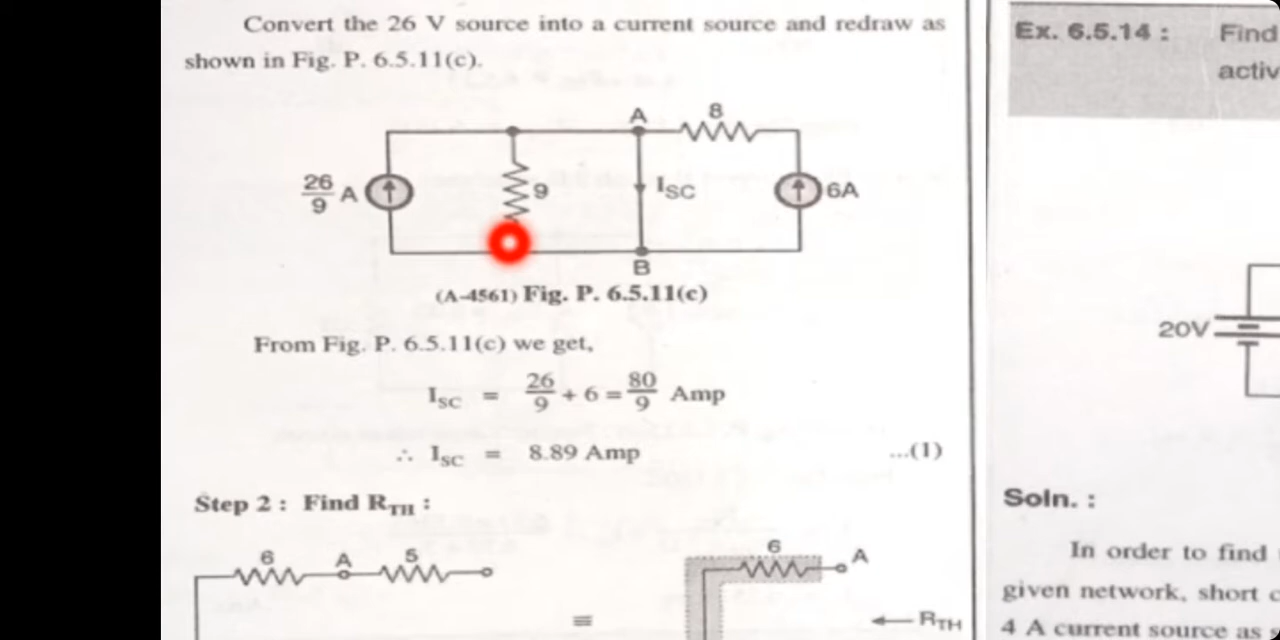 Convert the 26 V source into a current source and redraw as
shown in Fig. P. 6.5.11(c).
A
8
26/9 A
9
ISC
6A
B
(A-4561) Fig. P. 6.5.11(c)
From Fig. P. 6.5.11(c) we get,
ISC = 26/9 + 6 = 80/9 Amp
∴ ISC = 8.89 Amp ...(1)
Step 2 : Find RTH :
6
A
5
≡
6
A
RTH
Ex. 6.5.14 : Find
activ
20V
Soln. :
In order to find
given network, short c
4 A current source as